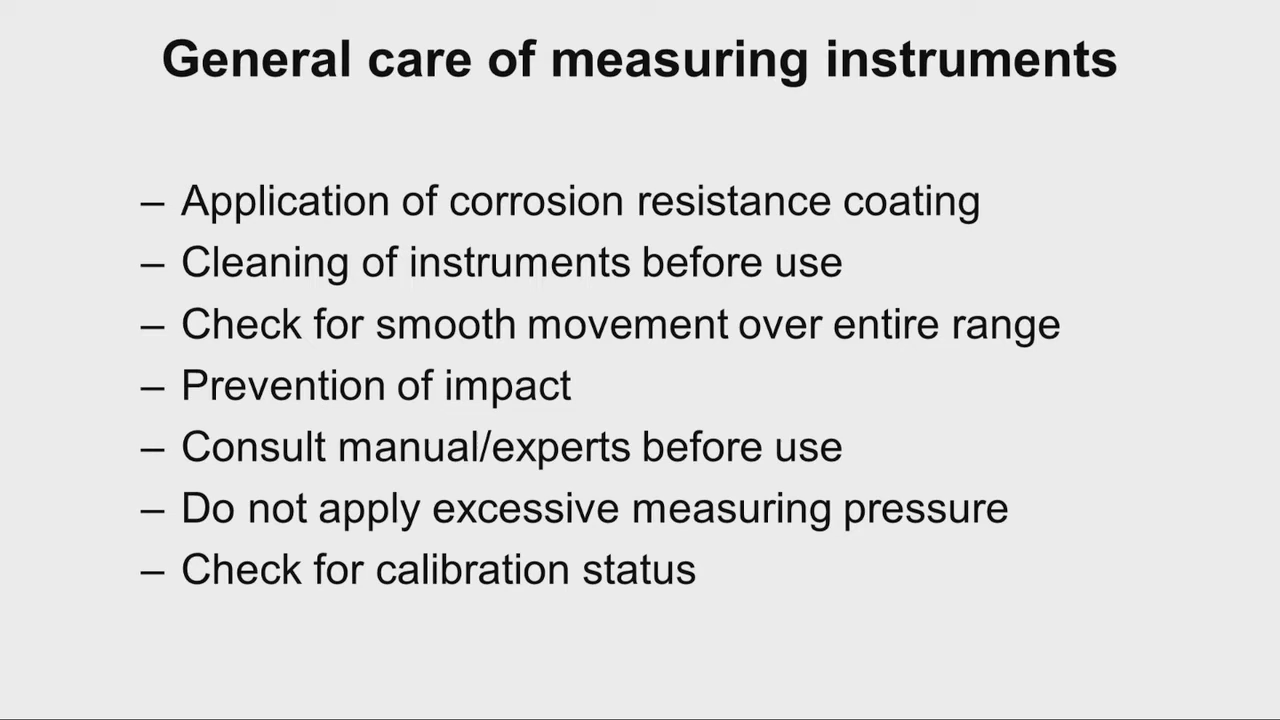 General care of measuring instruments
– Application of corrosion resistance coating
– Cleaning of instruments before use
– Check for smooth movement over entire range
– Prevention of impact
– Consult manual/experts before use
– Do not apply excessive measuring pressure
– Check for calibration status